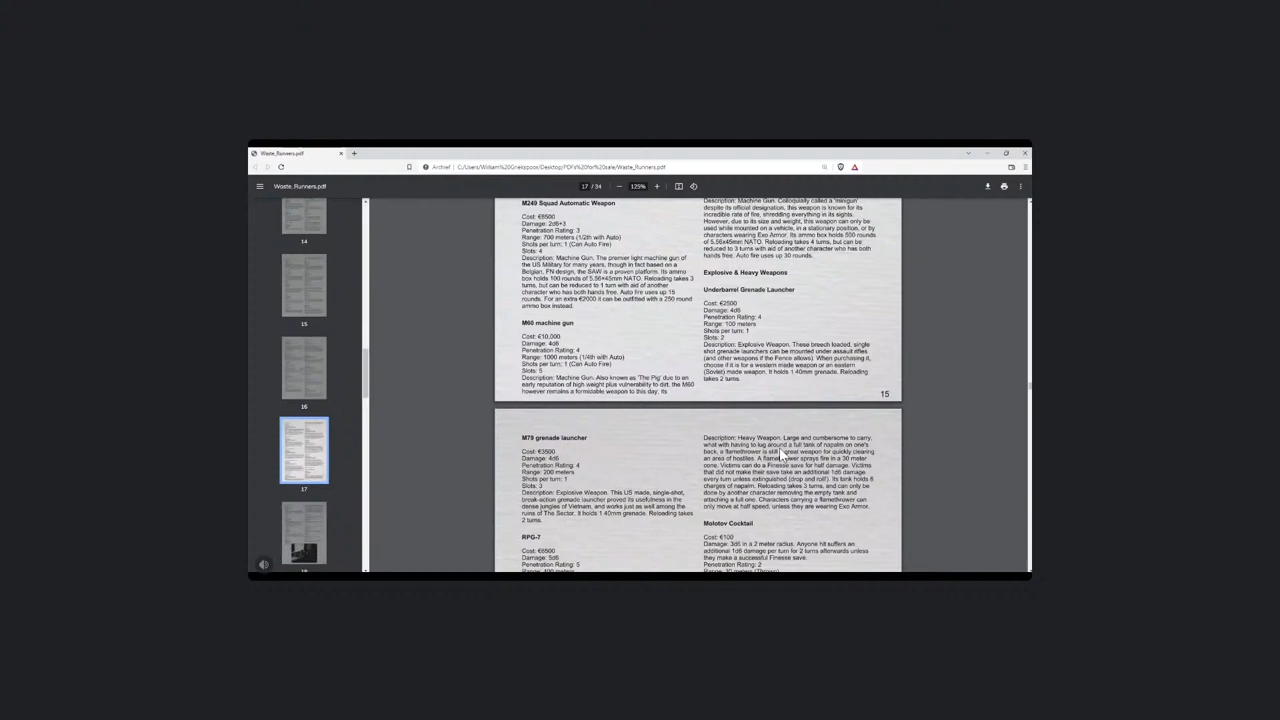 Waste_Runners.pdf
Archief
C:/Users/William%20Gnekspoor/Desktop/PDFs%20for%20sale/Waste_Runners.pdf
Waste_Runners.pdf
17 / 34
125%
14
15
16
17
M249 Squad Automatic Weapon
Cost: €8500
Damage: 2d6+3
Penetration Rating: 3
Range: 700 meters (1/2th with Auto)
Shots per turn: 1 (Can Auto Fire)
Slots: 4
Description: Machine Gun. The premier light machine gun of
the US Military for many years, though in fact based on a
Belgian, FN design, the SAW is a proven platform. Its ammo
box holds 100 rounds of 5.56×45mm NATO. Reloading takes 3
turns, but can be reduced to 1 turn with aid of another
character who has both hands free. Auto fire uses up 15
rounds. For an extra €2000 it can be outfitted with a 250 round
ammo box instead.
M60 machine gun
Cost: €10,000
Damage: 4d6
Penetration Rating: 4
Range: 1000 meters (1/4th with Auto)
Shots per turn: 1 (Can Auto Fire)
Slots: 5
Description: Machine Gun. Also known as 'The Pig' due to an
early reputation of high weight plus vulnerability to dirt, the M60
however remains a formidable weapon to this day, its
Description: Machine Gun. Colloquially called a 'minigun'
despite its official designation, this weapon is known for its
incredible rate of fire, shredding everything in its sights.
However, due to its size and weight, this weapon can only be
used while mounted on a vehicle, in a stationary position, or by
characters wearing Exo Armor. Its ammo box holds 500 rounds
of 5.56x45mm NATO. Reloading takes 4 turns, but can be
reduced to 3 turns with aid of another character who has both
hands free. Auto fire uses up 30 rounds.
Explosive & Heavy Weapons
Underbarrel Grenade Launcher
Cost: €2500
Damage: 4d6
Penetration Rating: 4
Range: 100 meters
Shots per turn: 1
Slots: 2
Description: Explosive Weapon. These breech loaded, single
shot grenade launchers can be mounted under assault rifles
(and other weapons if the Fence allows). When purchasing it,
choose if it is for a western made weapon or an eastern
(Soviet) made weapon. It holds 1 40mm grenade. Reloading
takes 2 turns.
15
M79 grenade launcher
Cost: €3500
Damage: 4d6
Penetration Rating: 4
Range: 200 meters
Shots per turn: 1
Slots: 3
Description: Explosive Weapon. This US made, single-shot,
break-action grenade launcher proved its usefulness in the
dense jungles of Vietnam, and works just as well among the
ruins of The Sector. It holds 1 40mm grenade. Reloading takes
2 turns.
RPG-7
Cost: €6500
Damage: 5d6
Penetration Rating: 5
Range: 400 meters
Description: Heavy Weapon. Large and cumbersome to carry,
what with having to lug around a full tank of napalm on one's
back, a flamethrower is still a great weapon for quickly clearing
an area of hostiles. A flamethrower sprays fire in a 30 meter
cone. Victims can do a Finesse save for half damage. Victims
that did not make their save take an additional 1d6 damage
every turn unless extinguished (drop and roll!). Its tank holds 8
charges of napalm. Reloading takes 3 turns, and can only be
done by another character removing the empty tank and
attaching a full one. Characters carrying a flamethrower can
only move at half speed, unless they are wearing Exo Armor.
Molotov Cocktail
Cost: €100
Damage: 3d6 in a 2 meter radius. Anyone hit suffers an
additional 1d6 damage per turn for 2 turns afterwards unless
they make a successful Finesse save.
Penetration Rating: 2
Range: 30 meters (Thrown)